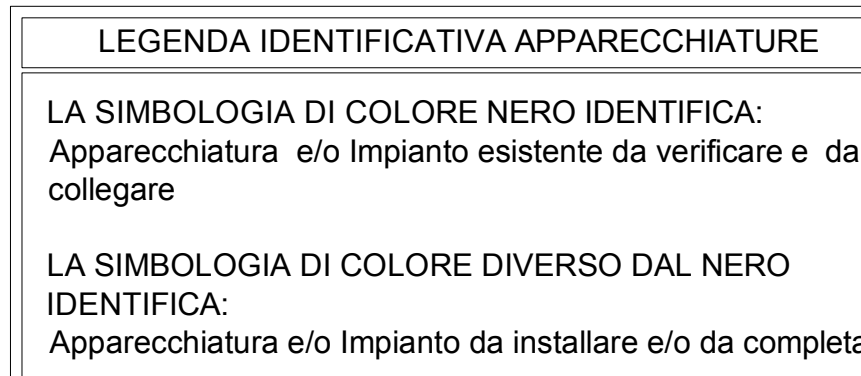 LEGENDA IDENTIFICATIVA APPARECCHIATURE
LA SIMBOLOGIA DI COLORE NERO IDENTIFICA:
Apparecchiatura e/o Impianto esistente da verificare e da
collegare
LA SIMBOLOGIA DI COLORE DIVERSO DAL NERO
IDENTIFICA:
Apparecchiatura e/o Impianto da installare e/o da completa